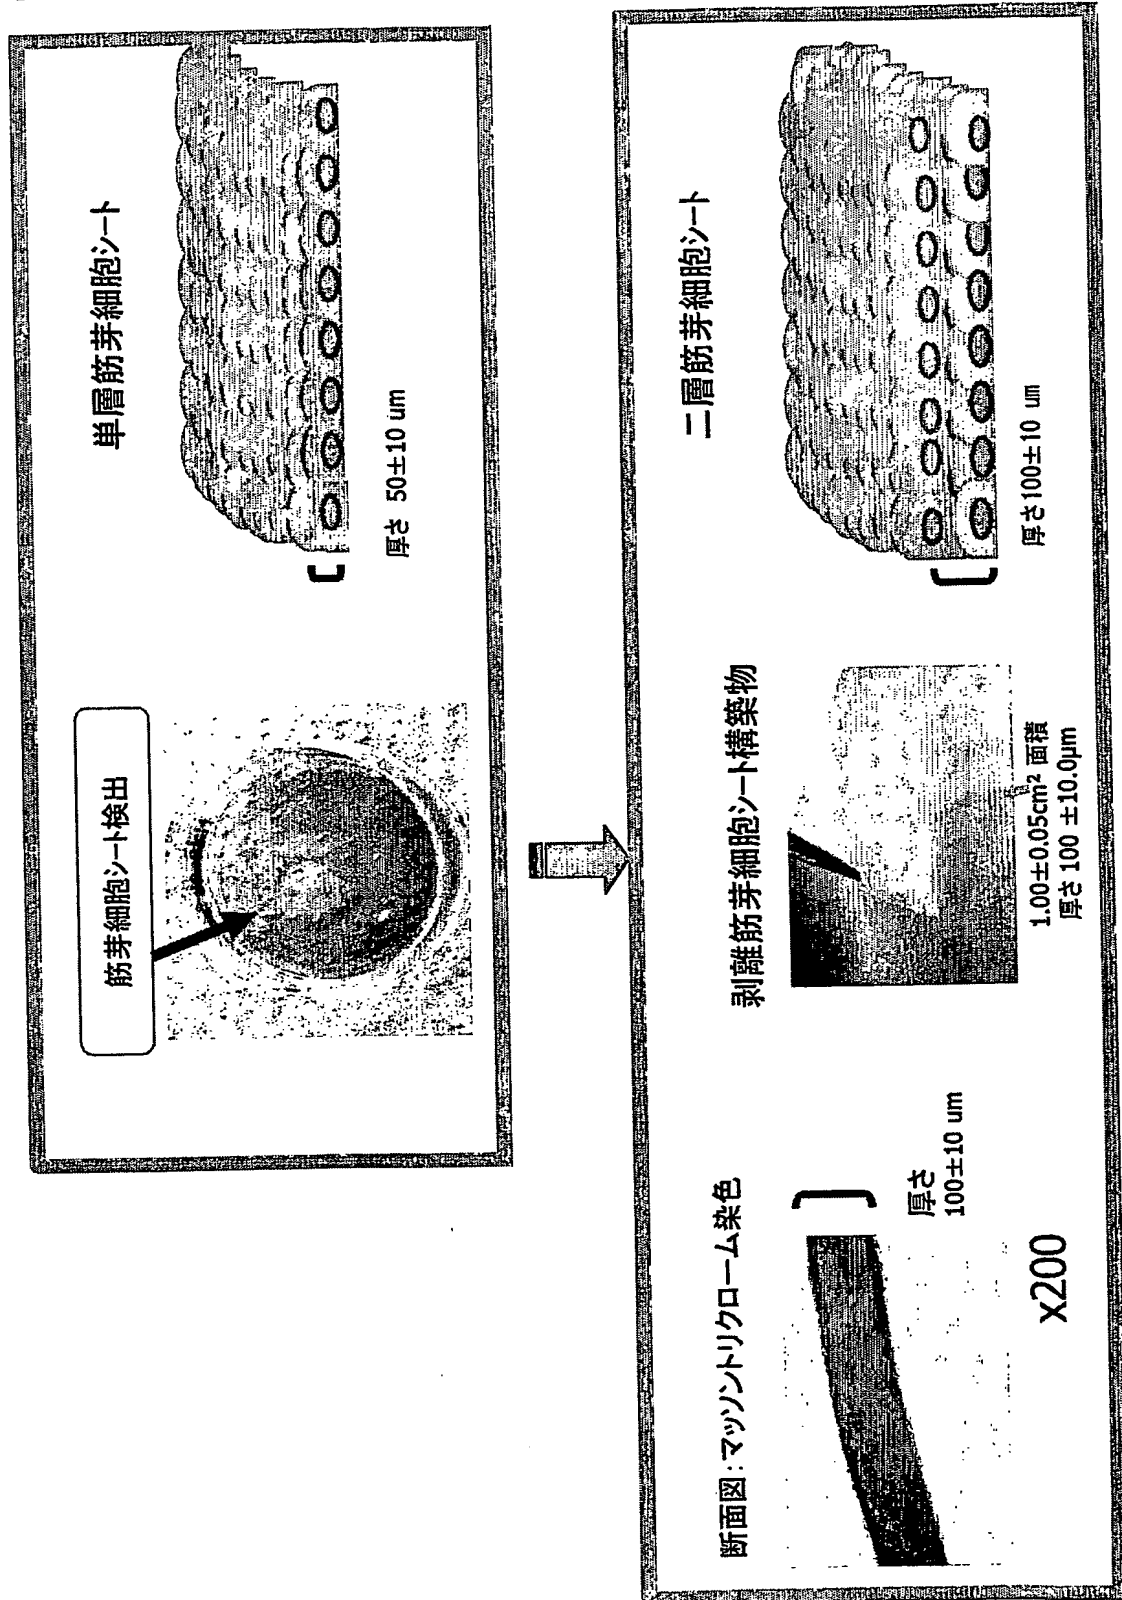 筋芽細胞シート検出
単層筋芽細胞シート
厚さ 50±10 um
断面図:マッソントリクローム染色
厚さ
100±10 um
x200
剥離筋芽細胞シート構築物
1.00±0.05cm² 面積
厚さ 100 ±10.0μm
二層筋芽細胞シート
厚さ100±10 um